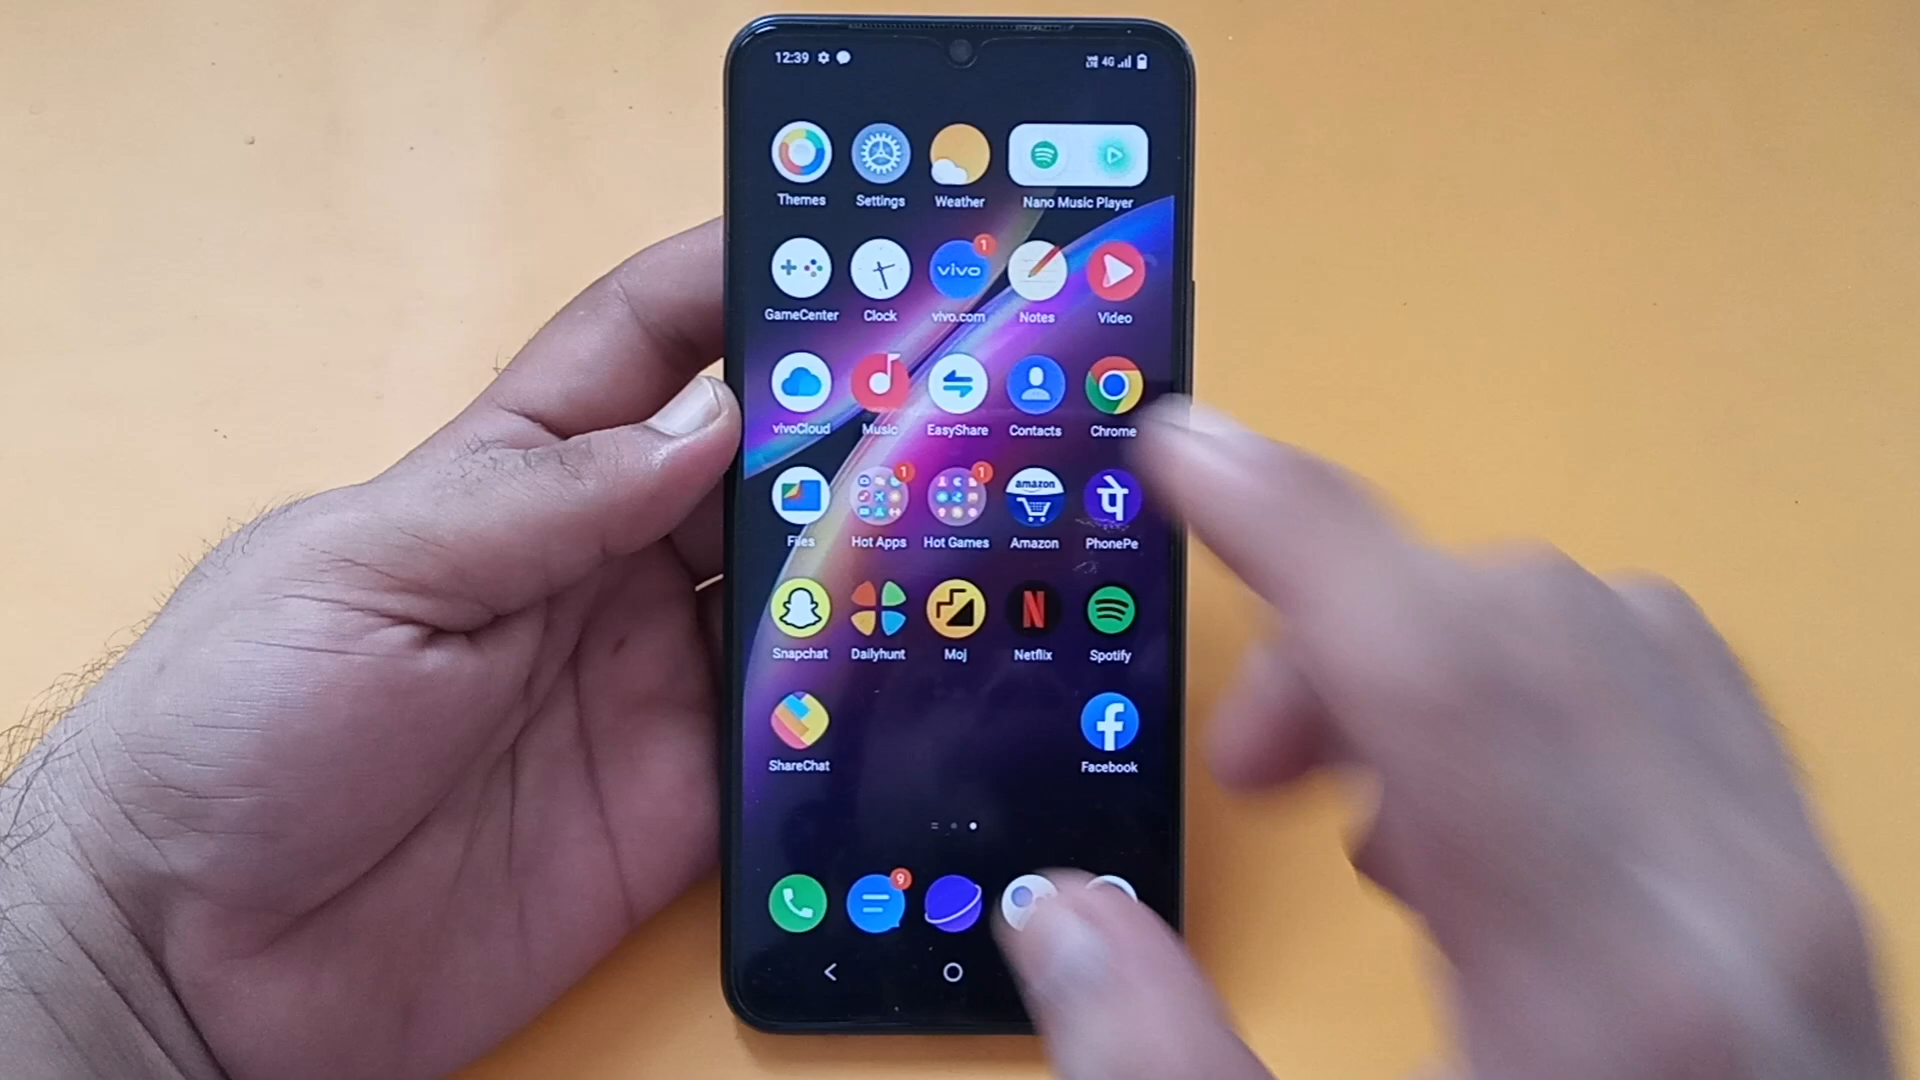 12:39 4G
Themes Settings Weather Nano Music Player
1
vivo
GameCenter Clock vivo.com Notes Video
vivoCloud Music EasyShare Contacts Chrome
1 1
amazon
पे
Files Hot Apps Hot Games Amazon PhonePe
N
Snapchat Dailyhunt Moj Netflix Spotify
f
ShareChat Facebook
9